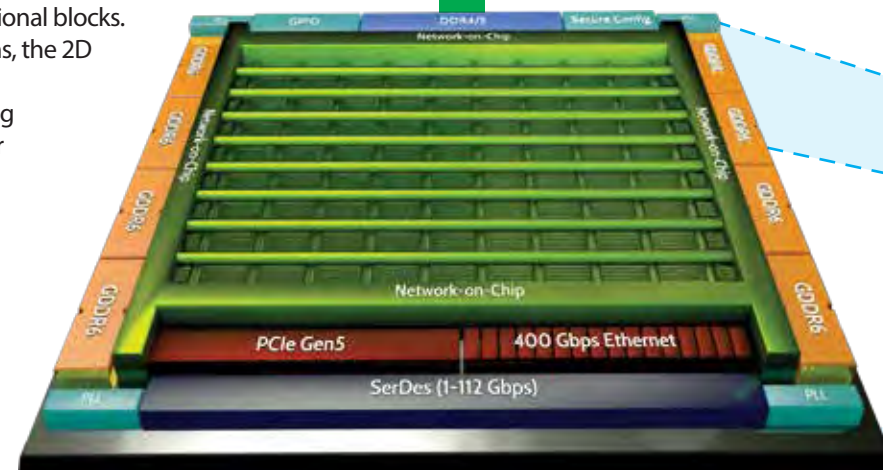 ional blocks.
ns, the 2D
g
r
GPIO
DDR4/5
Secure Config.
Network-on-Chip
GDDR6
GDDR6
GDDR6
GDDR6
Network-on-Chip
Network-on-Chip
GDDR6
GDDR6
GDDR6
GDDR6
Network-on-Chip
PCIe Gen5
400 Gbps Ethernet
SerDes (1-112 Gbps)
PLL
PLL